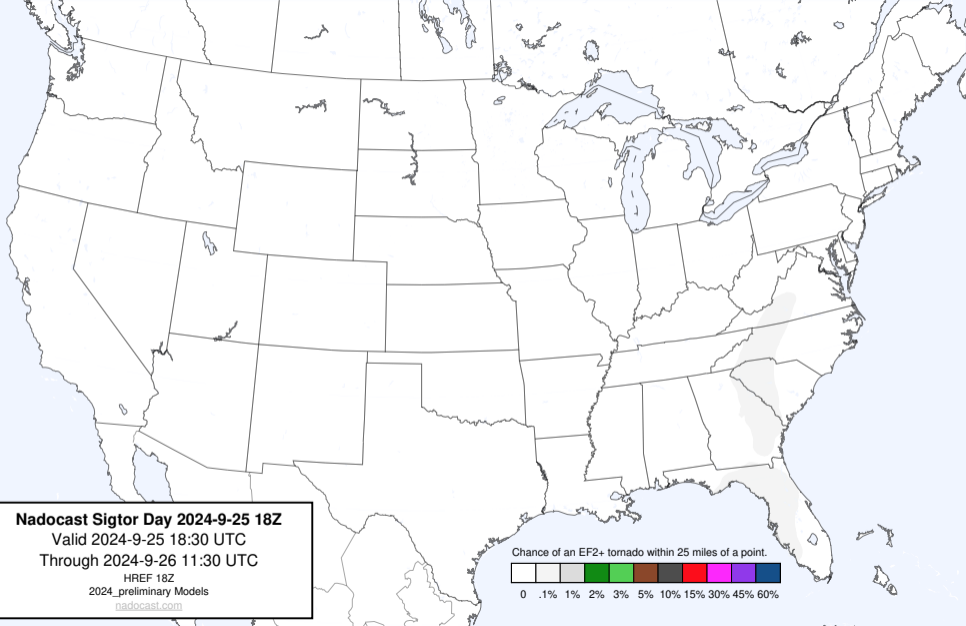 Nadocast Sigtor Day 2024-9-25 18Z
Valid 2024-9-25 18:30 UTC
Through 2024-9-26 11:30 UTC
HREF 18Z
2024_preliminary Models
nadocast.com
Chance of an EF2+ tornado within 25 miles of a point.
0 .1% 1% 2% 3% 5% 10% 15% 30% 45% 60%